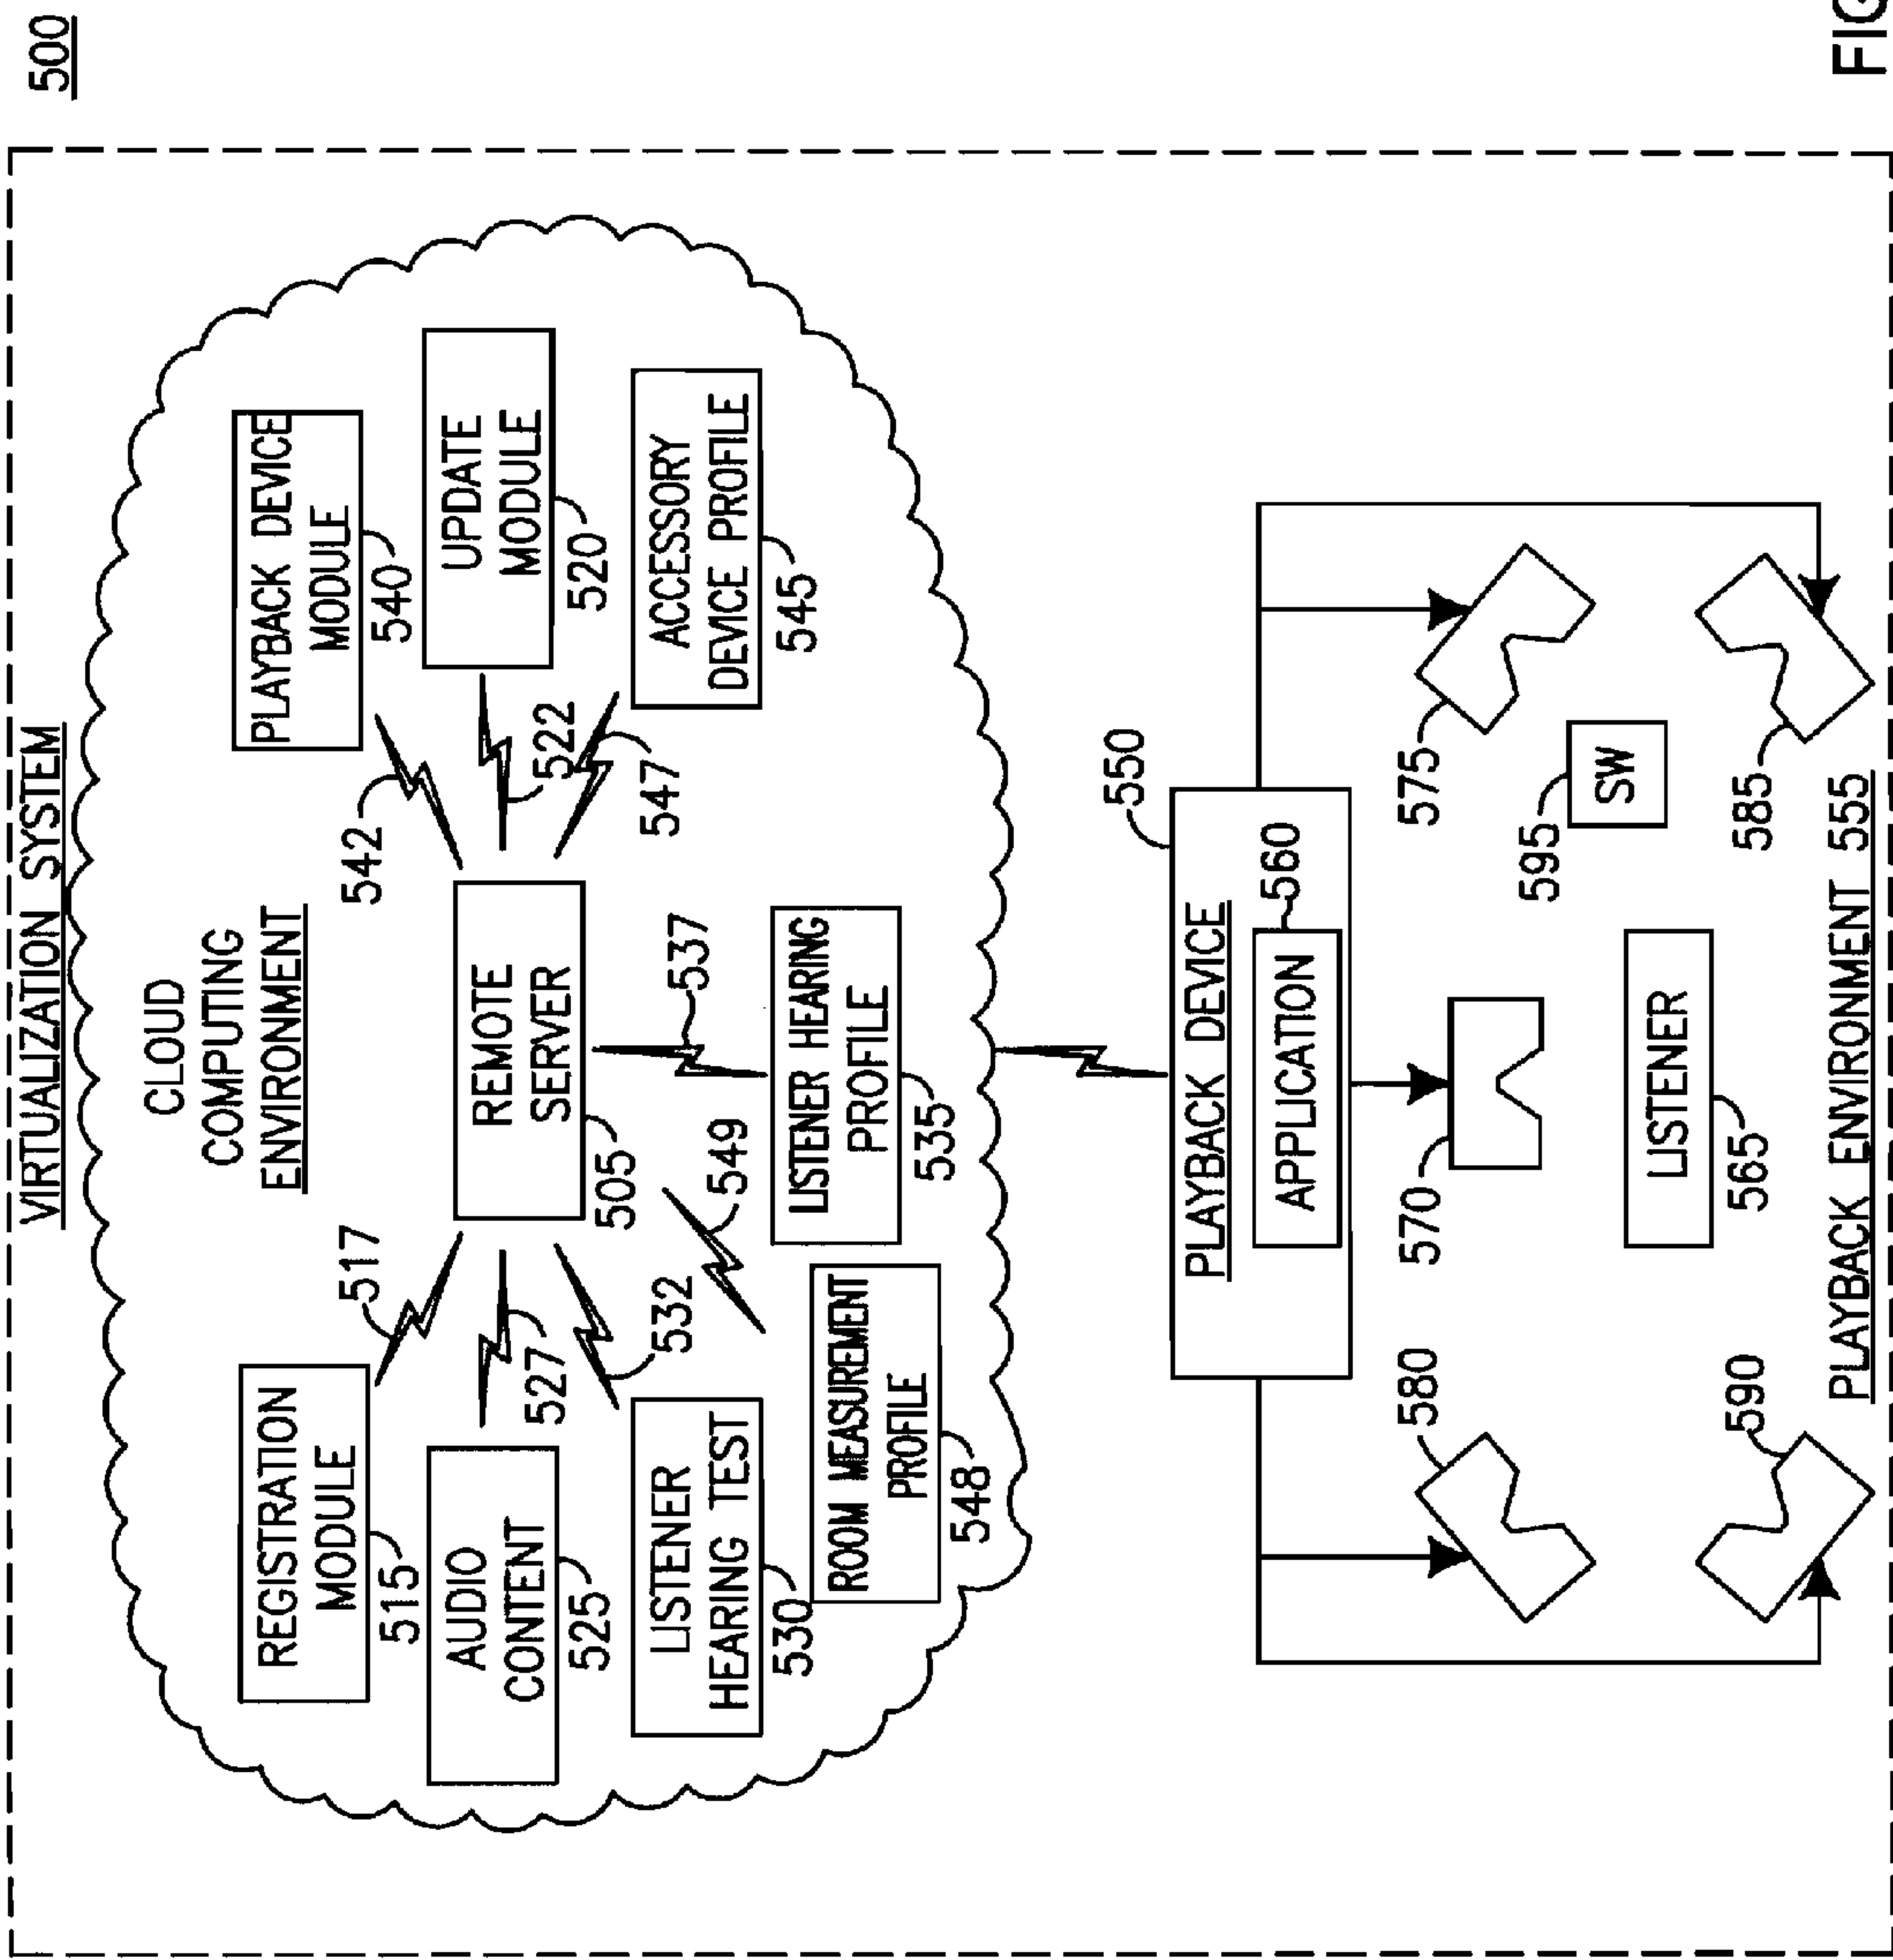 500
VIRTUALIZATION SYSTEM
CLOUD
COMPUTING
ENVIRONMENT
REGISTRATION
MODULE
515
517
PLAYBACK DEVICE
MODULE
540
542
REMOTE
SERVER
505
AUDIO
CONTENT
525
527
UPDATE
MODULE
520
522
LISTENER
HEARING TEST
530
532
ACCESSORY
DEVICE PROFILE
545
547
537
549
LISTENER HEARING
PROFILE
535
ROOM MEASUREMENT
PROFILE
548
550
PLAYBACK DEVICE
APPLICATION
560
580
570
575
595
SW
LISTENER
565
590
585
PLAYBACK ENVIRONMENT 555